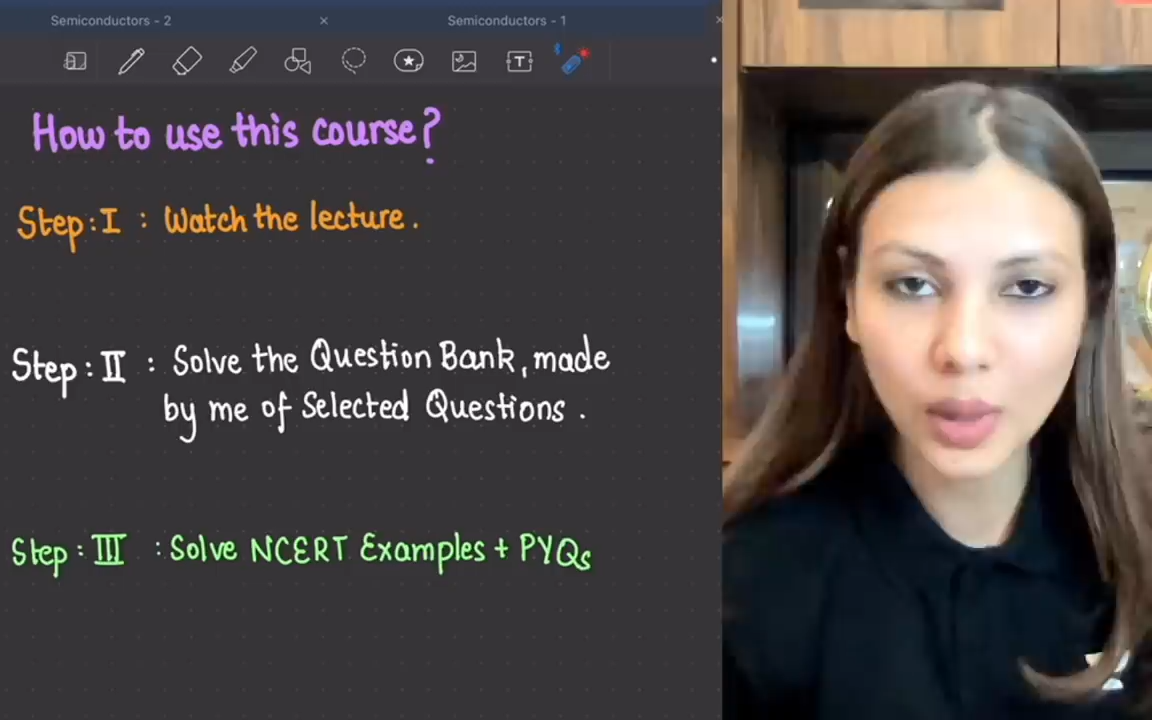 Semiconductors - 2
Semiconductors - 1
How to use this course?
Step:I : Watch the lecture.
Step:II : Solve the Question Bank, made
by me of Selected Questions.
Step:III : Solve NCERT Examples + PYQs